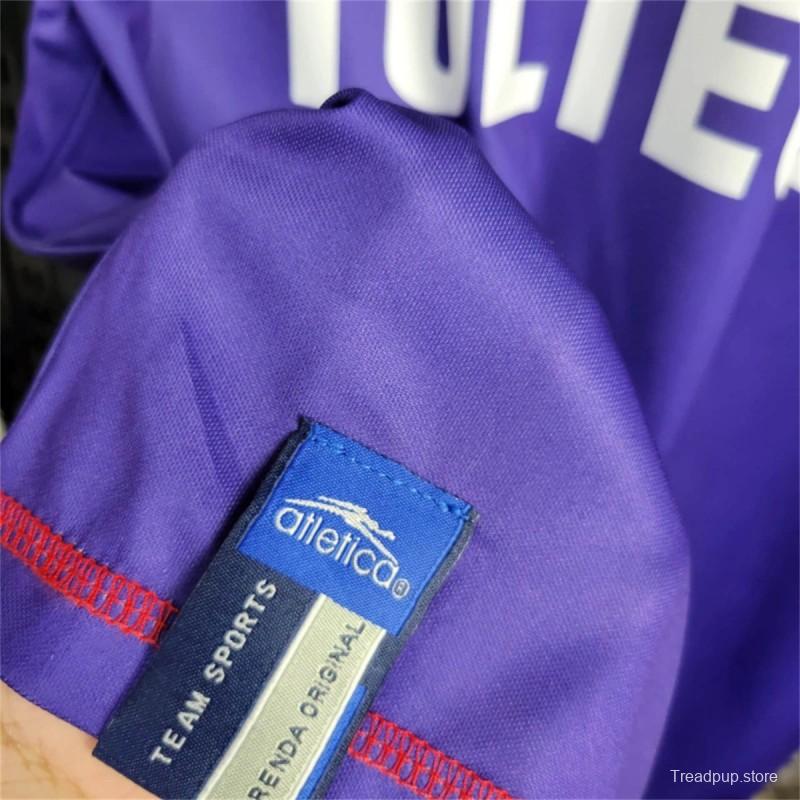 atletica®
TEAM SPORTS
RENDA ORIGINAL
Treadpup.store